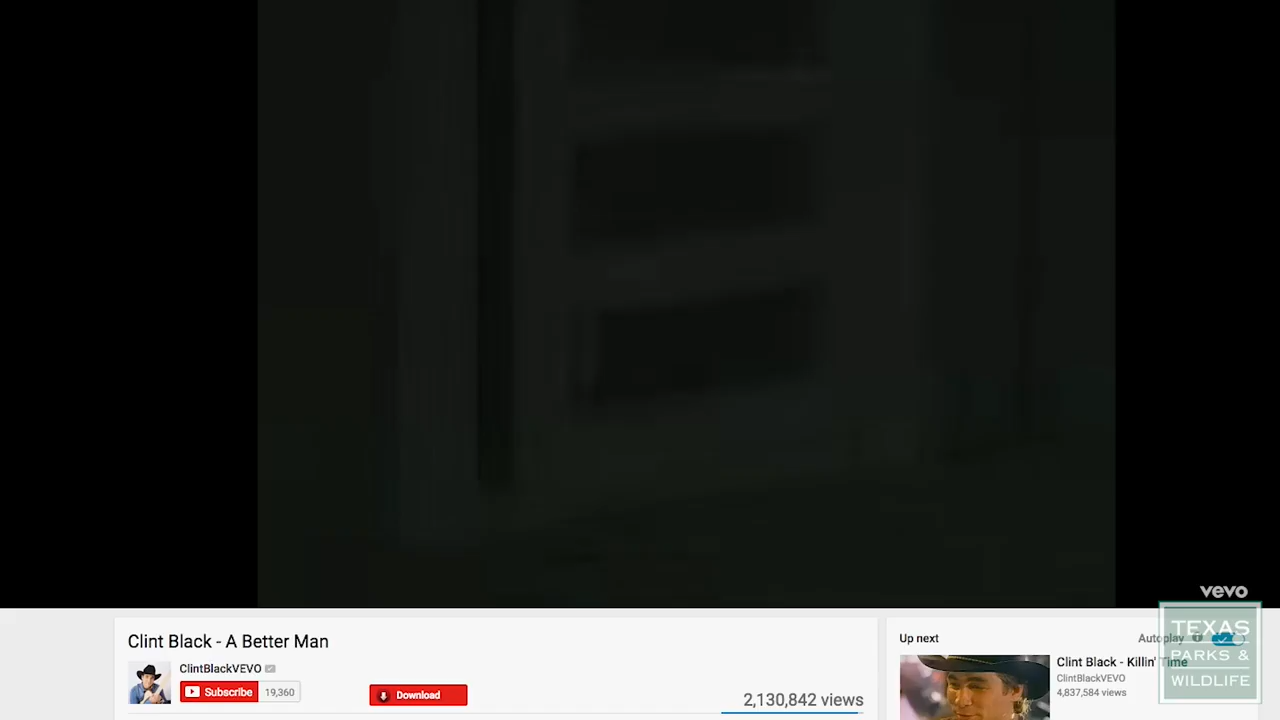 vevo
Clint Black - A Better Man
ClintBlackVEVO
Subscribe 19,360
Download
2,130,842 views
Up next
Autoplay
Clint Black - Killin' Time
ClintBlackVEVO
4,837,584 views
TEXAS
PARKS &
WILDLIFE